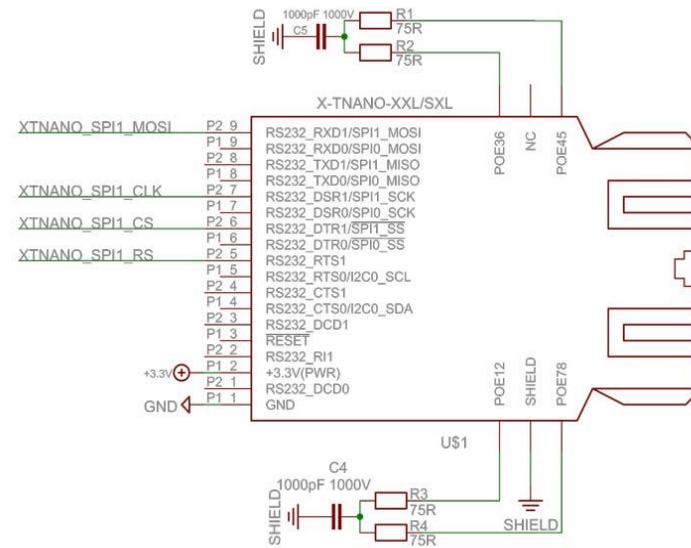 1000pF 1000V
C5
SHIELD
R1
75R
R2
75R
X-TNANO-XXL/SXL
POE36
NC
POE45
XTNANO_SPI1_MOSI P2 9 RS232_RXD1/SPI1_MOSI
P1 9 RS232_RXD0/SPI0_MOSI
P2 8 RS232_TXD1/SPI1_MISO
P1 8 RS232_TXD0/SPI0_MISO
XTNANO_SPI1_CLK P2 7 RS232_DSR1/SPI1_SCK
P1 7 RS232_DSR0/SPI0_SCK
XTNANO_SPI1_CS P2 6 RS232_DTR1/SPI1_SS
P1 6 RS232_DTR0/SPI0_SS
XTNANO_SPI1_RS P2 5 RS232_RTS1
P1 5 RS232_RTS0/I2C0_SCL
P2 4 RS232_CTS1
P1 4 RS232_CTS0/I2C0_SDA
P2 3 RS232_DCD1
P1 3 RESET
P2 2 RS232_RI1
+3.3V P1 2 +3.3V(PWR)
P2 1 RS232_DCD0
GND P1 1 GND
POE12
SHIELD
POE78
U$1
C4
1000pF 1000V
SHIELD
R3
75R
R4
75R
SHIELD